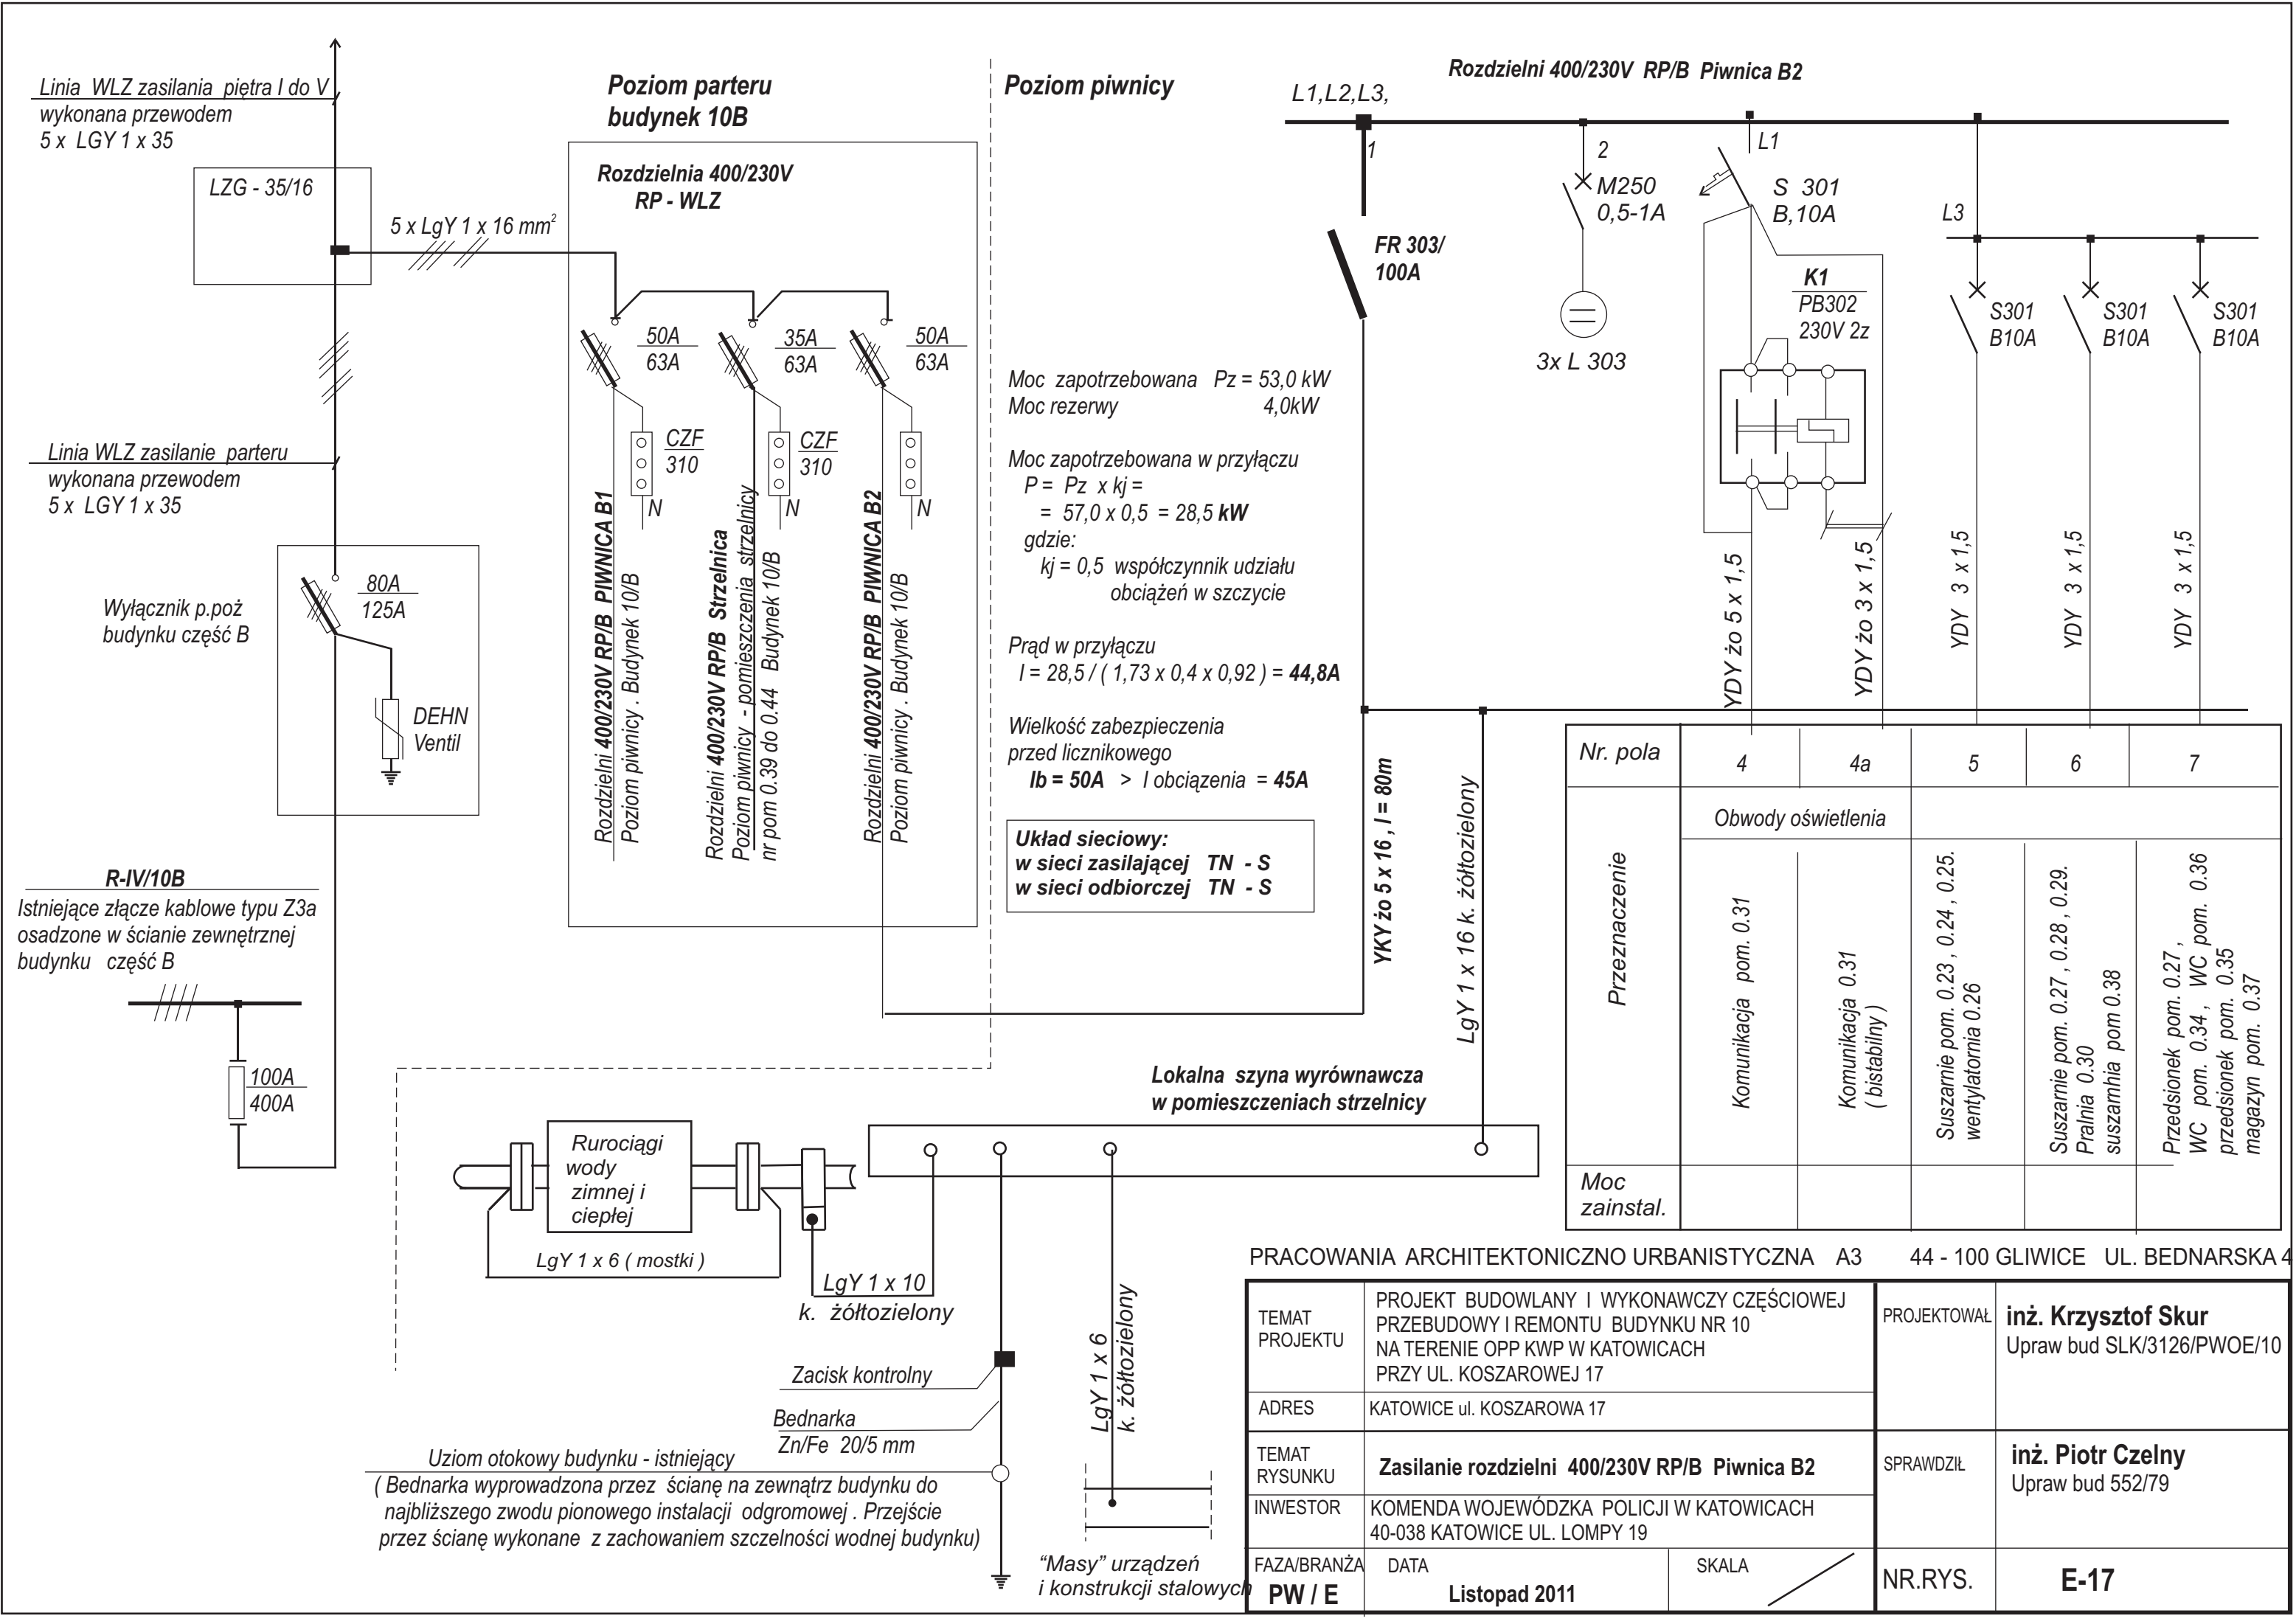 Linia WLZ zasilania piętra I do V
wykonana przewodem
5 x LGY 1 x 35
LZG - 35/16
5 x LgY 1 x 16 mm²
Linia WLZ zasilanie parteru
wykonana przewodem
5 x LGY 1 x 35
Wyłącznik p.poż
budynku część B
80A
125A
DEHN
Ventil
R-IV/10B
Istniejące złącze kablowe typu Z3a
osadzone w ścianie zewnętrznej
budynku część B
100A
400A
Poziom parteru
budynek 10B
Rozdzielnia 400/230V
RP - WLZ
50A
63A
35A
63A
50A
63A
CZF
310
CZF
310
N
N
N
Rozdzielni 400/230V RP/B PIWNICA B1
Poziom piwnicy . Budynek 10/B
Rozdzielni 400/230V RP/B Strzelnica
Poziom piwnicy - pomieszczenia strzelnicy
nr pom 0.39 do 0.44 Budynek 10/B
Rozdzielni 400/230V RP/B PIWNICA B2
Poziom piwnicy . Budynek 10/B
Poziom piwnicy
Moc zapotrzebowana Pz = 53,0 kW
Moc rezerwy 4,0kW
Moc zapotrzebowana w przyłączu
P = Pz x kj =
= 57,0 x 0,5 = 28,5 kW
gdzie:
kj = 0,5 współczynnik udziału
obciążeń w szczycie
Prąd w przyłączu
I = 28,5 / ( 1,73 x 0,4 x 0,92 ) = 44,8A
Wielkość zabezpieczenia
przed licznikowego
Ib = 50A > I obciązenia = 45A
Układ sieciowy:
w sieci zasilającej TN - S
w sieci odbiorczej TN - S
Rozdzielni 400/230V RP/B Piwnica B2
L1,L2,L3,
1
FR 303/
100A
2
M250
0,5-1A
3x L 303
L1
S 301
B,10A
K1
PB302
230V 2z
L3
S301
B10A
S301
B10A
S301
B10A
YDY żo 5 x 1,5
YDY żo 3 x 1,5
YDY 3 x 1,5
YDY 3 x 1,5
YDY 3 x 1,5
YKY żo 5 x 16 , l = 80m
LgY 1 x 16 k. żółtozielony
Nr. pola
4
4a
5
6
7
Przeznaczenie
Obwody oświetlenia
Komunikacja pom. 0.31
Komunikacja 0.31
( bistabilny )
Suszarnie pom. 0.23 , 0.24 , 0.25.
wentylatornia 0.26
Suszarnie pom. 0.27 , 0.28 , 0.29.
Pralnia 0.30
suszarnhia pom 0.38
Przedsionek pom. 0.27 ,
WC pom. 0.34 , WC pom. 0.36
przedsionek pom. 0.35
magazyn pom. 0.37
Moc
zainstal.
Lokalna szyna wyrównawcza
w pomieszczeniach strzelnicy
Rurociągi
wody
zimnej i
ciepłej
LgY 1 x 6 ( mostki )
LgY 1 x 10
k. żółtozielony
Zacisk kontrolny
Bednarka
Zn/Fe 20/5 mm
Uziom otokowy budynku - istniejący
( Bednarka wyprowadzona przez ścianę na zewnątrz budynku do
najbliższego zwodu pionowego instalacji odgromowej . Przejście
przez ścianę wykonane z zachowaniem szczelności wodnej budynku)
LgY 1 x 6
k. żółtozielony
“Masy” urządzeń
i konstrukcji stalowych
PRACOWANIA ARCHITEKTONICZNO URBANISTYCZNA A3 44 - 100 GLIWICE UL. BEDNARSKA 4
TEMAT
PROJEKTU
PROJEKT BUDOWLANY I WYKONAWCZY CZĘŚCIOWEJ
PRZEBUDOWY I REMONTU BUDYNKU NR 10
NA TERENIE OPP KWP W KATOWICACH
PRZY UL. KOSZAROWEJ 17
PROJEKTOWAŁ
inż. Krzysztof Skur
Upraw bud SLK/3126/PWOE/10
ADRES
KATOWICE ul. KOSZAROWA 17
TEMAT
RYSUNKU
Zasilanie rozdzielni 400/230V RP/B Piwnica B2
SPRAWDZIŁ
inż. Piotr Czelny
Upraw bud 552/79
INWESTOR
KOMENDA WOJEWÓDZKA POLICJI W KATOWICACH
40-038 KATOWICE UL. LOMPY 19
FAZA/BRANŻA
PW / E
DATA
Listopad 2011
SKALA
NR.RYS.
E-17